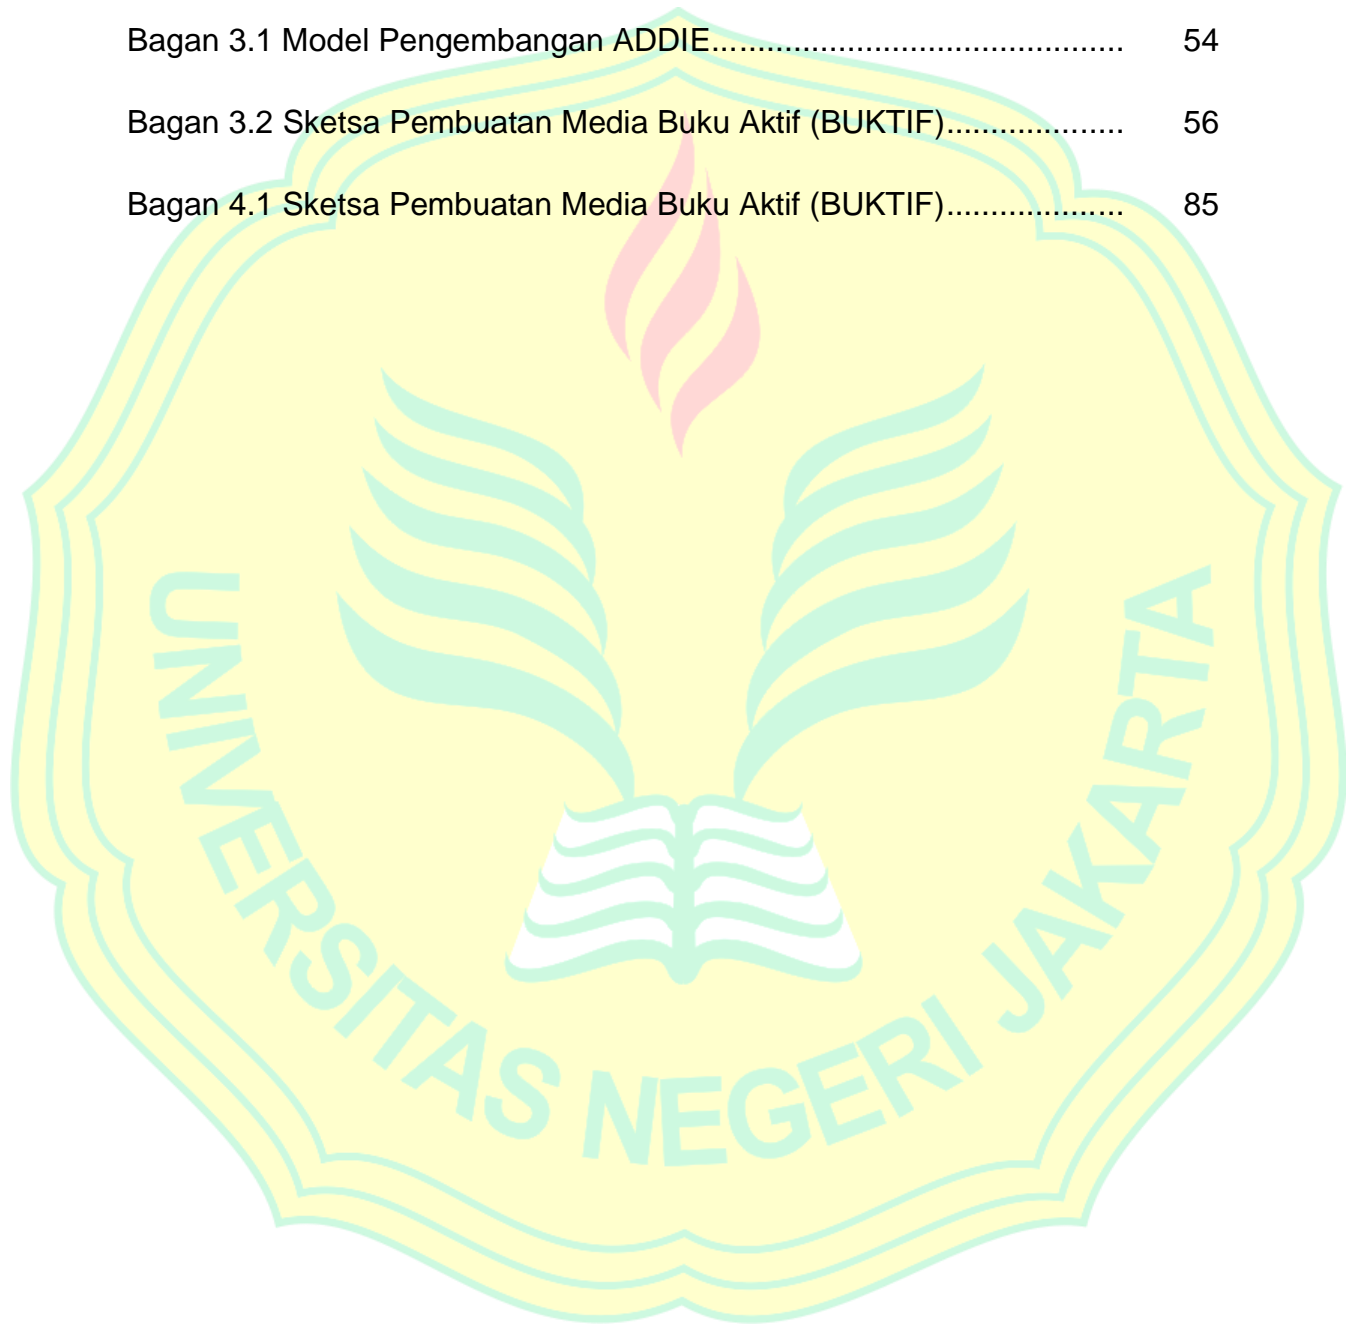 Bagan 3.1 Model Pengembangan ADDIE............................................... 54
Bagan 3.2 Sketsa Pembuatan Media Buku Aktif (BUKTIF).................... 56
Bagan 4.1 Sketsa Pembuatan Media Buku Aktif (BUKTIF).................... 85
UNIVERSITAS NEGERI JAKARTA